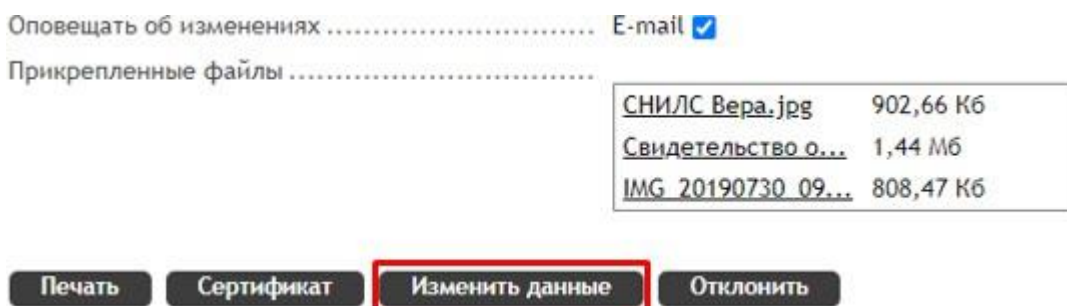 Оповещать об изменениях ............................. E-mail
Прикрепленные файлы .................................
СНИЛС Вера.jpg 902,66 Кб
Свидетельство о... 1,44 Мб
IMG_20190730_09... 808,47 Кб
Печать Сертификат Изменить данные Отклонить